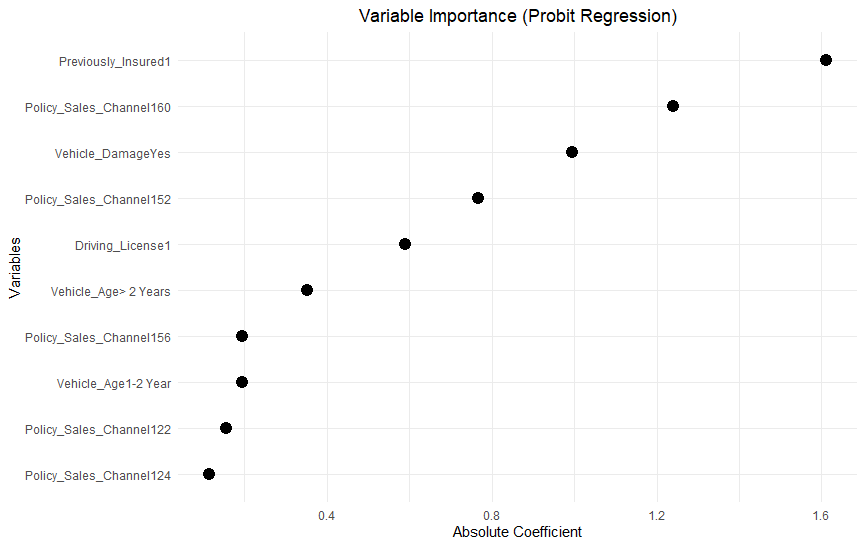 Variable Importance (Probit Regression)
Variables
Previously_Insured1
Policy_Sales_Channel160
Vehicle_DamageYes
Policy_Sales_Channel152
Driving_License1
Vehicle_Age> 2 Years
Policy_Sales_Channel156
Vehicle_Age1-2 Year
Policy_Sales_Channel122
Policy_Sales_Channel124
0.4 0.8 1.2 1.6
Absolute Coefficient